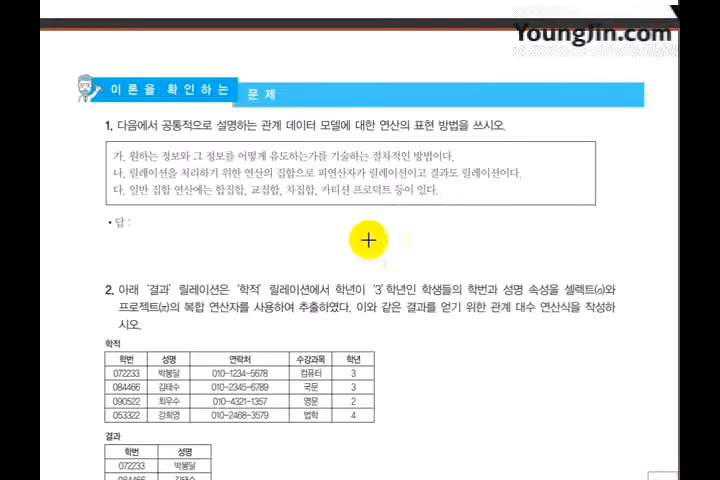 YoungJin.com
이론을 확인하는 문제
1. 다음에서 공통적으로 설명하는 관계 데이터 모델에 대한 연산의 표현 방법을 쓰시오.
가. 원하는 정보와 그 정보를 어떻게 유도하는가를 기술하는 절차적인 방법이다.
나. 릴레이션을 처리하기 위한 연산의 집합으로 피연산자가 릴레이션이고 결과도 릴레이션이다.
다. 일반 집합 연산에는 합집합, 교집합, 차집합, 카티션 프로덕트 등이 있다.
• 답 :
2. 아래 '결과' 릴레이션은 '학적' 릴레이션에서 학년이 '3'학년인 학생들의 학번과 성명 속성을 셀렉트(σ)와
프로젝트(π)의 복합 연산자를 사용하여 추출하였다. 이와 같은 결과를 얻기 위한 관계 대수 연산식을 작성하
시오.
학적
학번 성명 연락처 수강과목 학년
072233 박봉달 010-1234-5678 컴퓨터 3
084466 김태수 010-2345-6789 국문 3
090522 최우수 010-4321-1357 영문 2
053322 강희영 010-2468-3579 법학 4
결과
학번 성명
072233 박봉달
084466 김태수